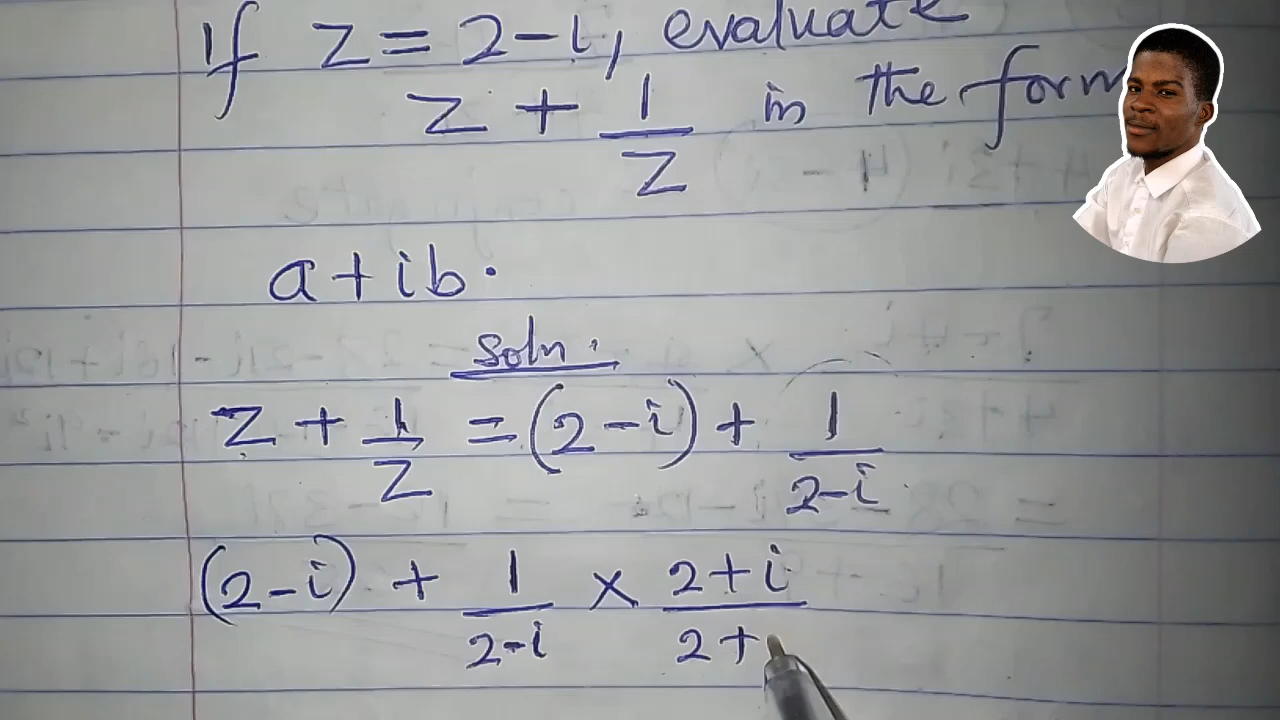 If z = 2-i, evaluate
z + 1/z in the form
a+ib.
Soln.
z + 1/z = (2-i) + 1/2-i
(2-i) + 1/2-i × 2+i/2+